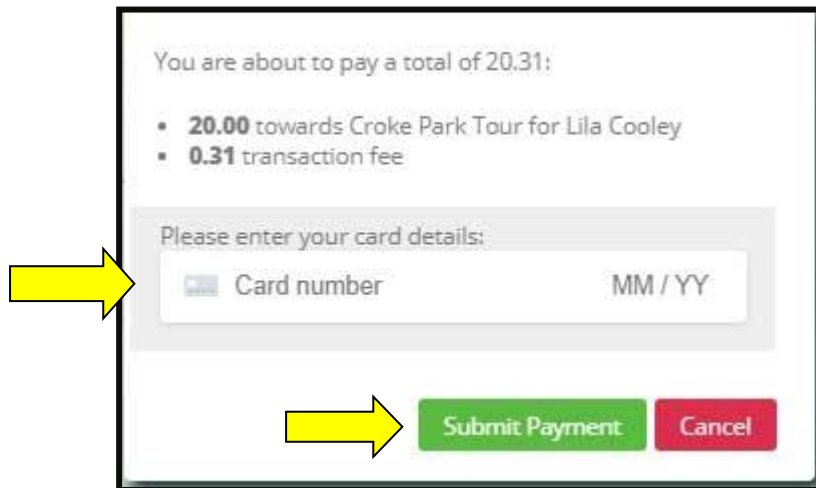 You are about to pay a total of 20.31:
20.00 towards Croke Park Tour for Lila Cooley
0.31 transaction fee
Please enter your card details:
Card number MM / YY
Submit Payment Cancel